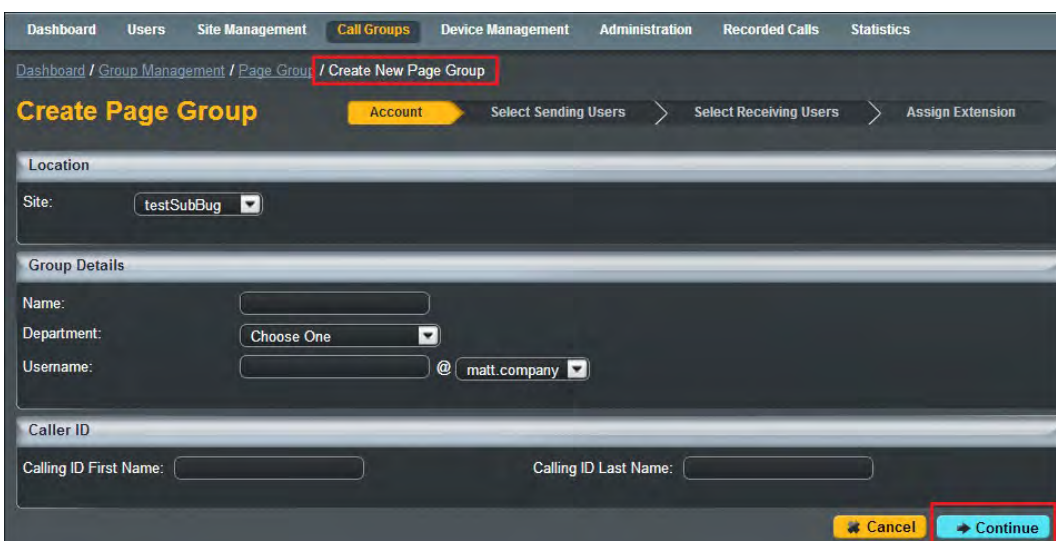 Dashboard Users Site Management Call Groups Device Management Administration Recorded Calls Statistics
Dashboard / Group Management / Page Group / Create New Page Group
Create Page Group Account Select Sending Users Select Receiving Users Assign Extension
Location
Site: testSubBug
Group Details
Name:
Department: Choose One
Username: @ matt.company
Caller ID
Calling ID First Name: Calling ID Last Name:
Cancel Continue